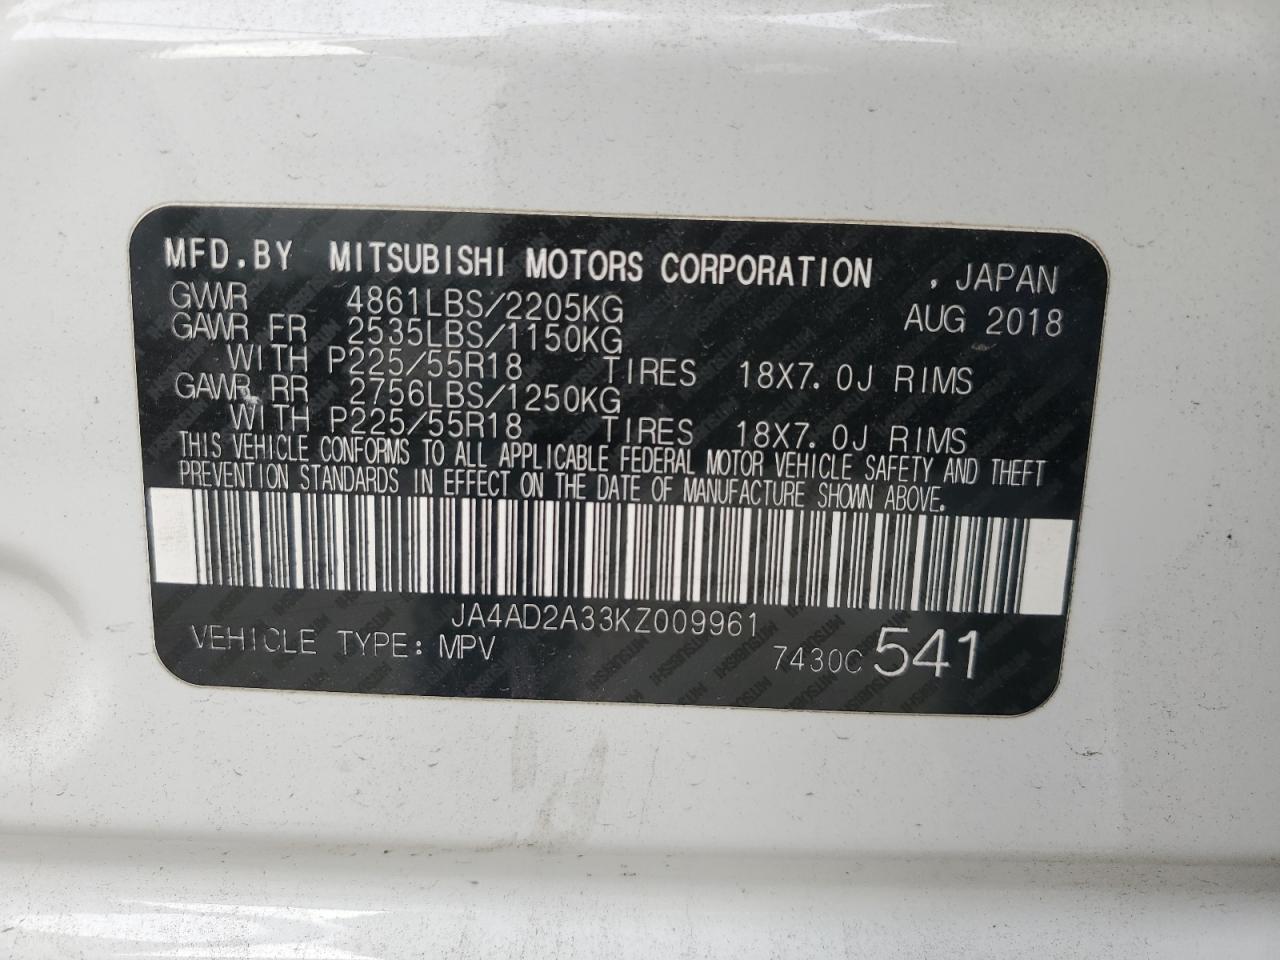 MFD.BY MITSUBISHI MOTORS CORPORATION , JAPAN
GVWR 4861LBS/2205KG AUG 2018
GAWR FR 2535LBS/1150KG
WITH P225/55R18 TIRES 18X7.0J RIMS
GAWR RR 2756LBS/1250KG
WITH P225/55R18 TIRES 18X7.0J RIMS
THIS VEHICLE CONFORMS TO ALL APPLICABLE FEDERAL MOTOR VEHICLE SAFETY AND THEFT
PREVENTION STANDARDS IN EFFECT ON THE DATE OF MANUFACTURE SHOWN ABOVE.
JA4AD2A33KZ009961
VEHICLE TYPE: MPV 7430C 541